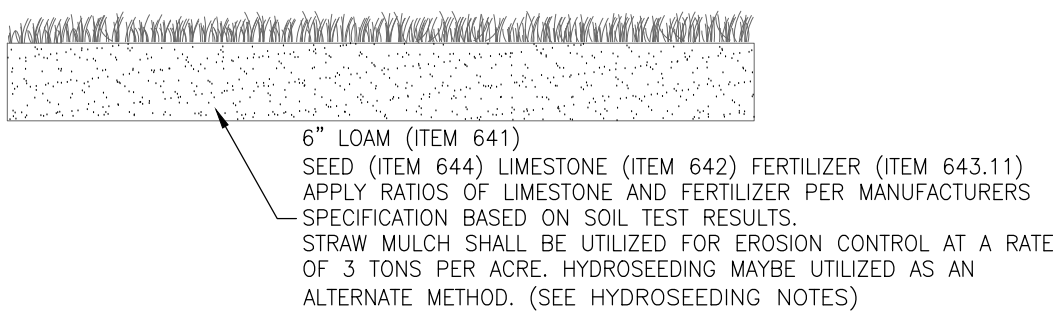 6” LOAM (ITEM 641)
SEED (ITEM 644) LIMESTONE (ITEM 642) FERTILIZER (ITEM 643.11)
APPLY RATIOS OF LIMESTONE AND FERTILIZER PER MANUFACTURERS
SPECIFICATION BASED ON SOIL TEST RESULTS.
STRAW MULCH SHALL BE UTILIZED FOR EROSION CONTROL AT A RATE
OF 3 TONS PER ACRE. HYDROSEEDING MAYBE UTILIZED AS AN
ALTERNATE METHOD. (SEE HYDROSEEDING NOTES)